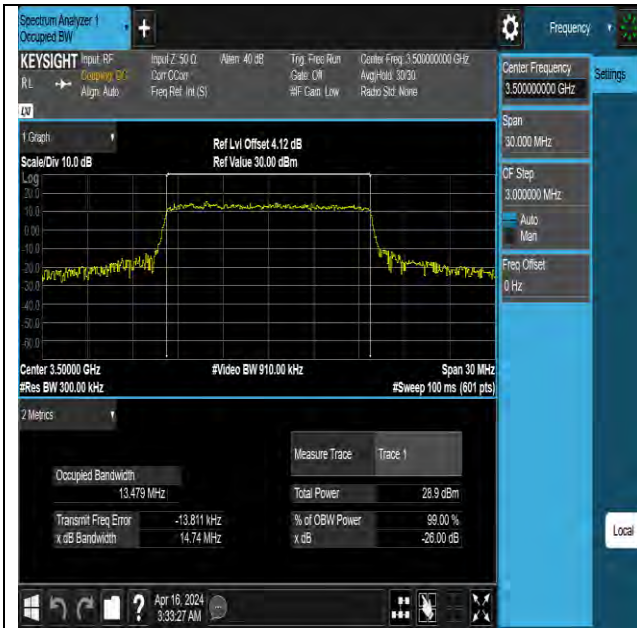 Spectrum Analyzer 1
Occupied BW
+
Frequency
KEYSIGHT
RL
LXI
Input: RF
Coupling: DC
Align: Auto
Input Z: 50 Ω
Corr CCorr
Freq Ref: Int (S)
Atten: 40 dB
Trig: Free Run
Gate: Off
#IF Gain: Low
Center Freq: 3.500000000 GHz
Avg|Hold: 30/30
Radio Std: None
Center Frequency
3.500000000 GHz
Settings
Span
30.000 MHz
CF Step
3.000000 MHz
Auto
Man
Freq Offset
0 Hz
Local
1 Graph
Scale/Div 10.0 dB
Ref Lvl Offset 4.12 dB
Ref Value 30.00 dBm
Log
20.0
10.0
0.00
-10.0
-20.0
-30.0
-50.0
-60.0
Center 3.50000 GHz
#Video BW 910.00 kHz
Span 30 MHz
#Res BW 300.00 kHz
#Sweep 100 ms (601 pts)
2 Metrics
Measure Trace
Trace 1
Occupied Bandwidth
13.479 MHz
Total Power
28.9 dBm
Transmit Freq Error
-13.811 kHz
% of OBW Power
99.00 %
x dB Bandwidth
14.74 MHz
x dB
-26.00 dB
?
Apr 16, 2024
3:33:27 AM